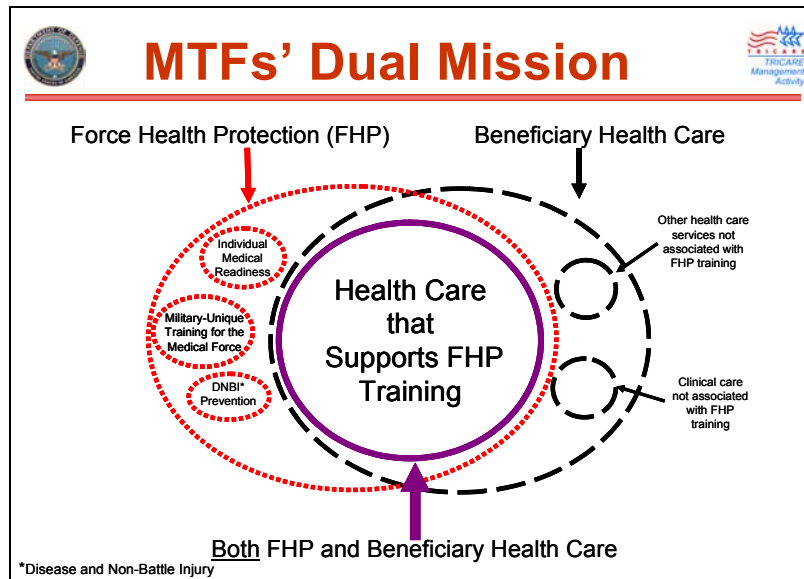 MTFs’ Dual Mission
TRICARE
TRICARE
Management
Activity
Force Health Protection (FHP)
Beneficiary Health Care
Individual
Medical
Readiness
Military-Unique
Training for the
Medical Force
DNBI*
Prevention
Health Care
that
Supports FHP
Training
Other health care
services not
associated with
FHP training
Clinical care
not associated
with FHP
training
Both FHP and Beneficiary Health Care
*Disease and Non-Battle Injury